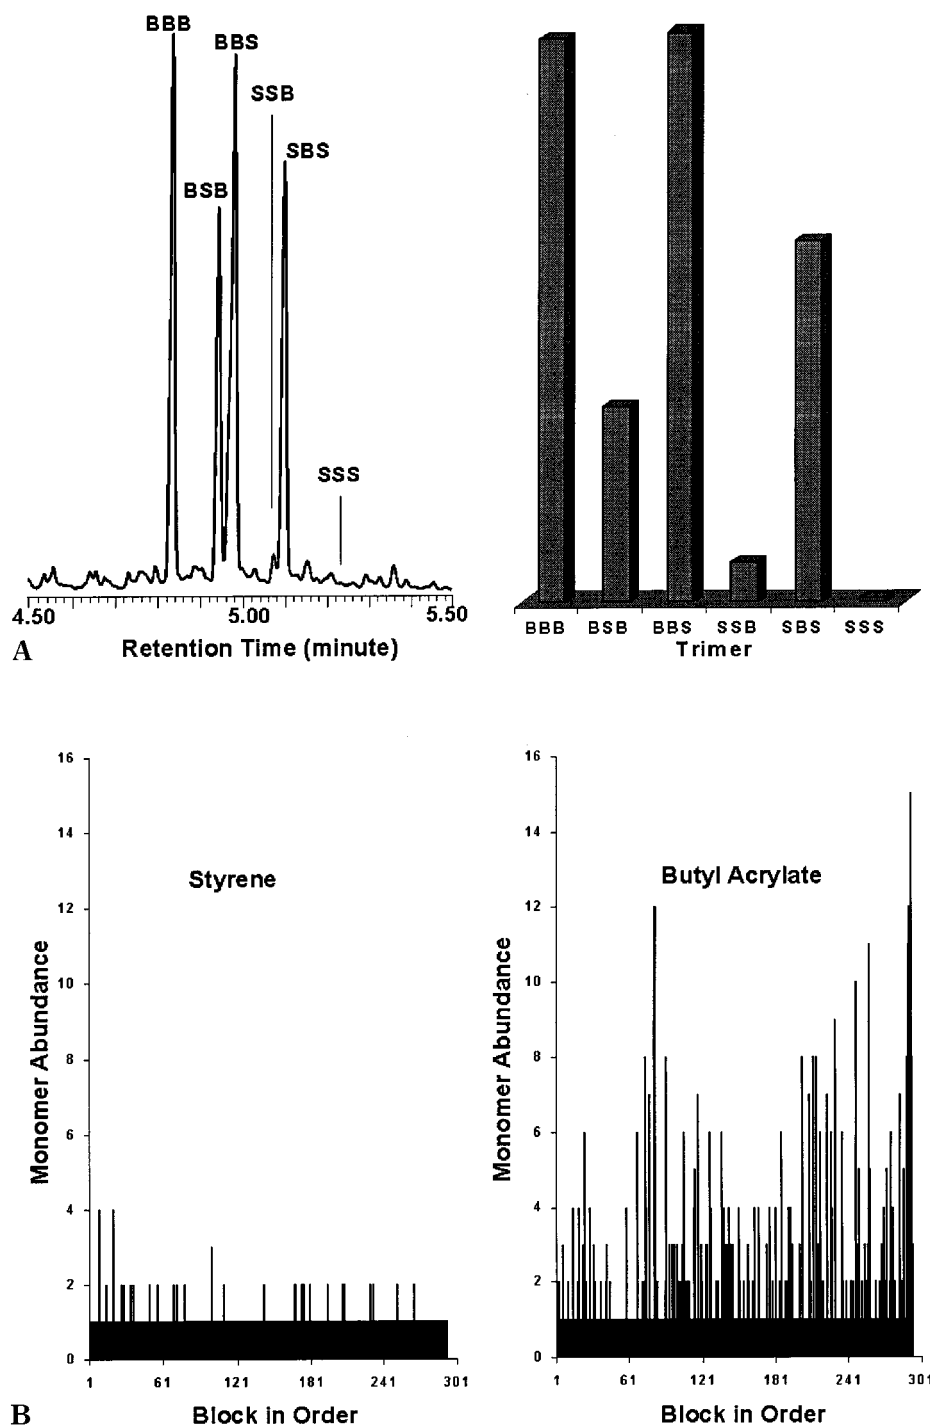 BBB
BBS
SSB
SBS
BSB
SSS
4.50 5.00 5.50
A Retention Time (minute)
BBB BSB BBS SSB SBS SSS
Trimer
16
14
12
10
8
6
4
2
0
Monomer Abundance
Styrene
1 61 121 181 241 301
B Block in Order
16
14
12
10
8
6
4
2
0
Monomer Abundance
Butyl Acrylate
1 61 121 181 241 301
Block in Order